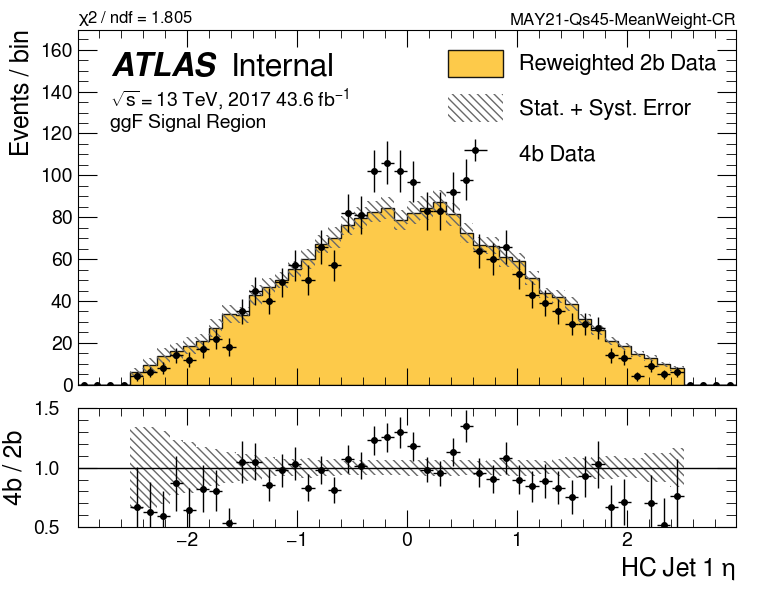 χ2 / ndf = 1.805
MAY21-Qs45-MeanWeight-CR
Events / bin
160
140
120
100
80
60
40
20
0
ATLAS Internal
√s = 13 TeV, 2017 43.6 fb⁻¹
ggF Signal Region
Reweighted 2b Data
Stat. + Syst. Error
4b Data
4b / 2b
1.5
1.0
0.5
−2 −1 0 1 2
HC Jet 1 η